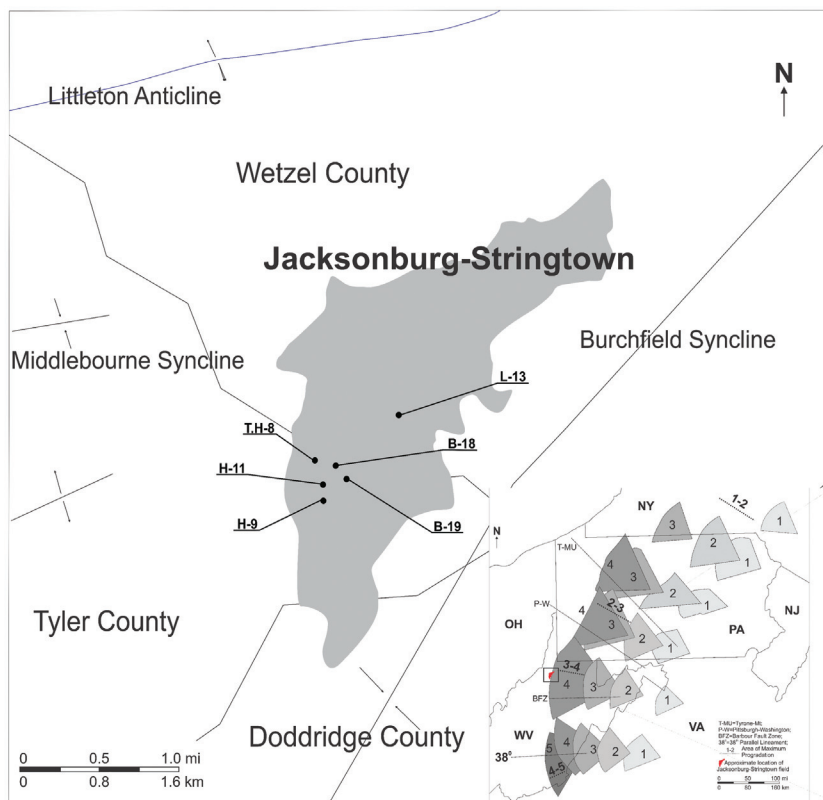 Littleton Anticline
N
Wetzel County
Jacksonburg-Stringtown
Middlebourne Syncline
Burchfield Syncline
L-13
T.H-8
B-18
H-11
H-9
B-19
Tyler County
Doddridge County
0 0.5 1.0 mi
0 0.8 1.6 km
NY
1-2
N
3
1
2
T-MU
1
4
3
2
1
P-W
4
2-3
OH
3
2
PA
NJ
1
3-4
4
3
2
BFZ
1
VA
WV
5
4
3
2
1
38°
4-5
T-MU=Tyrone-Mt.
P-W=Pittsburgh-Washington;
BFZ=Barbour Fault Zone;
38°=38° Parallel Lineament;
1-2 Area of Maximum
Progradation
Approximate location of
Jacksonburg-Stringtown field
0 50 100 mi
0 80 160 km